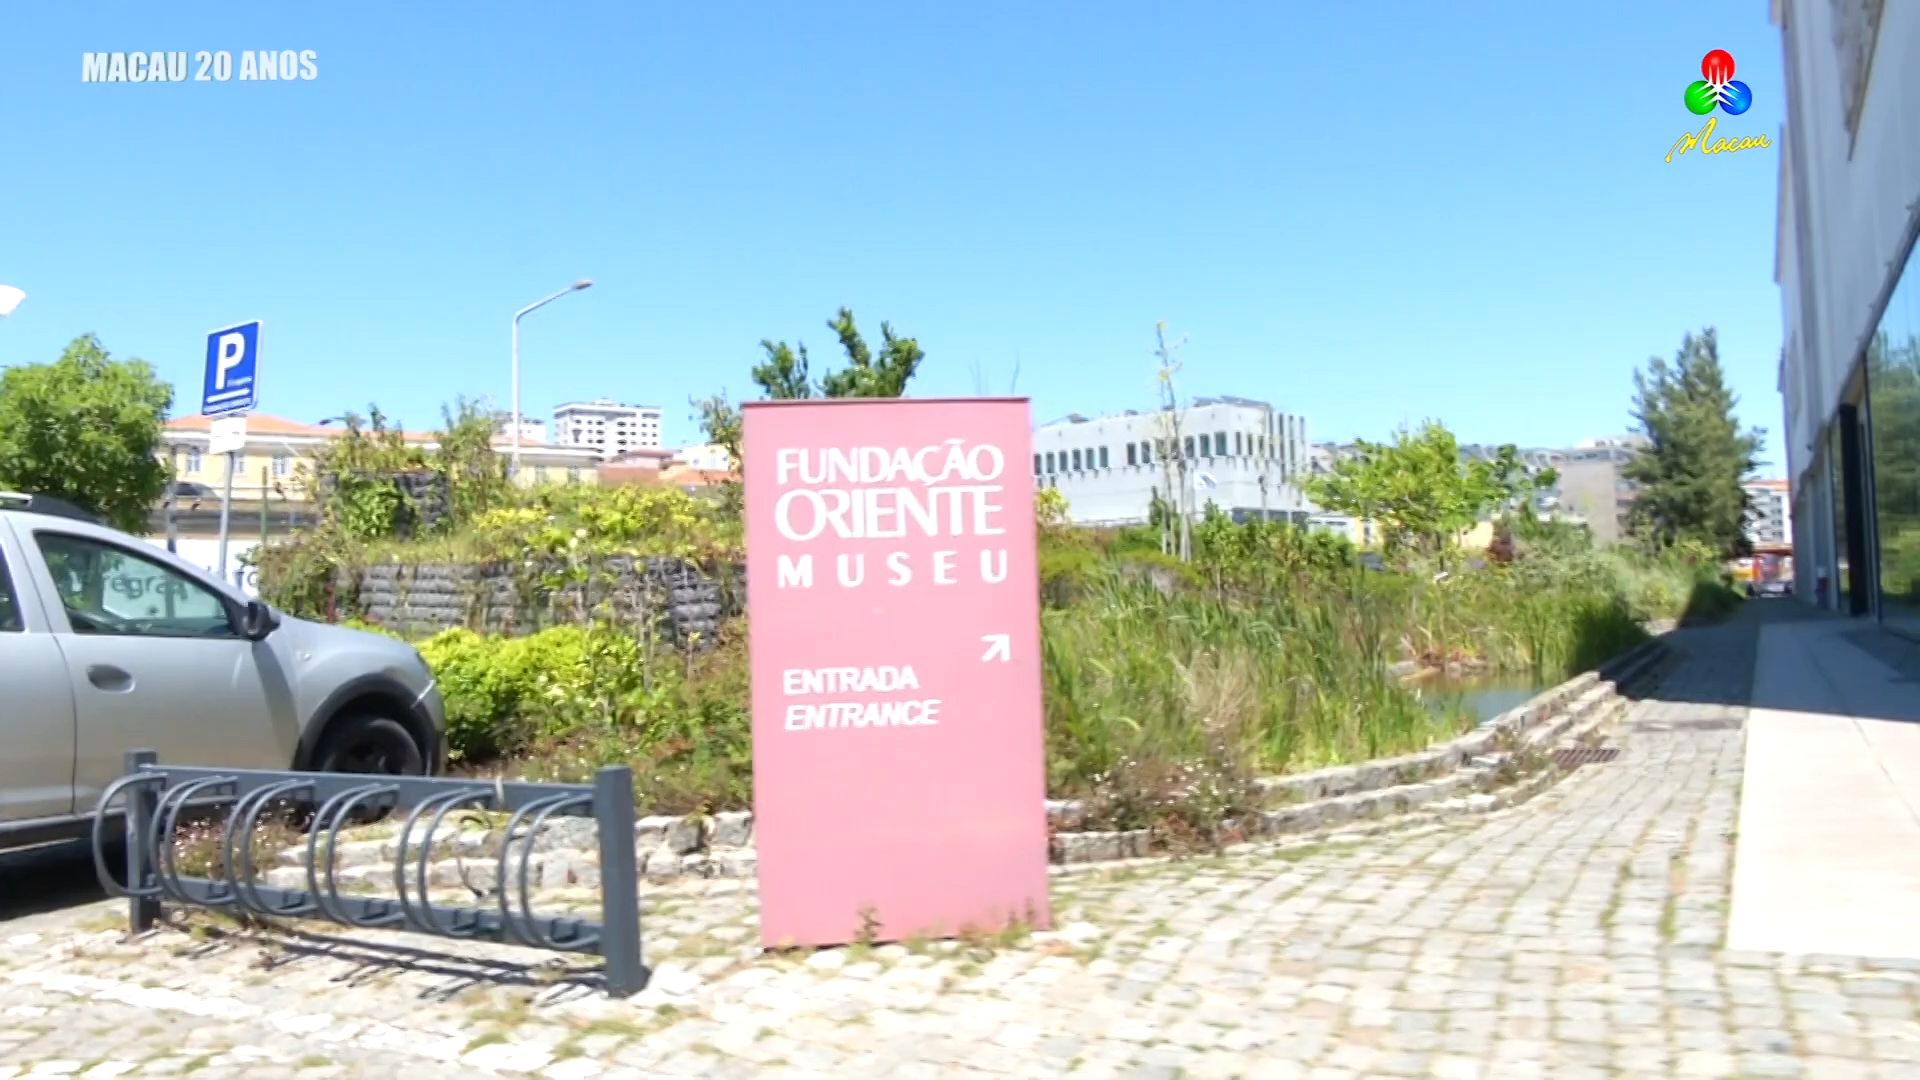 MACAU 20 ANOS
Macau
P
FUNDAÇÃO
ORIENTE
MUSEU
ENTRADA
ENTRANCE